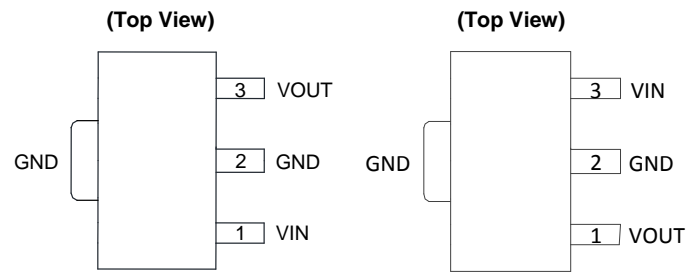 (Top View)
3 VOUT
GND 2 GND
1 VIN
(Top View)
3 VIN
GND 2 GND
1 VOUT